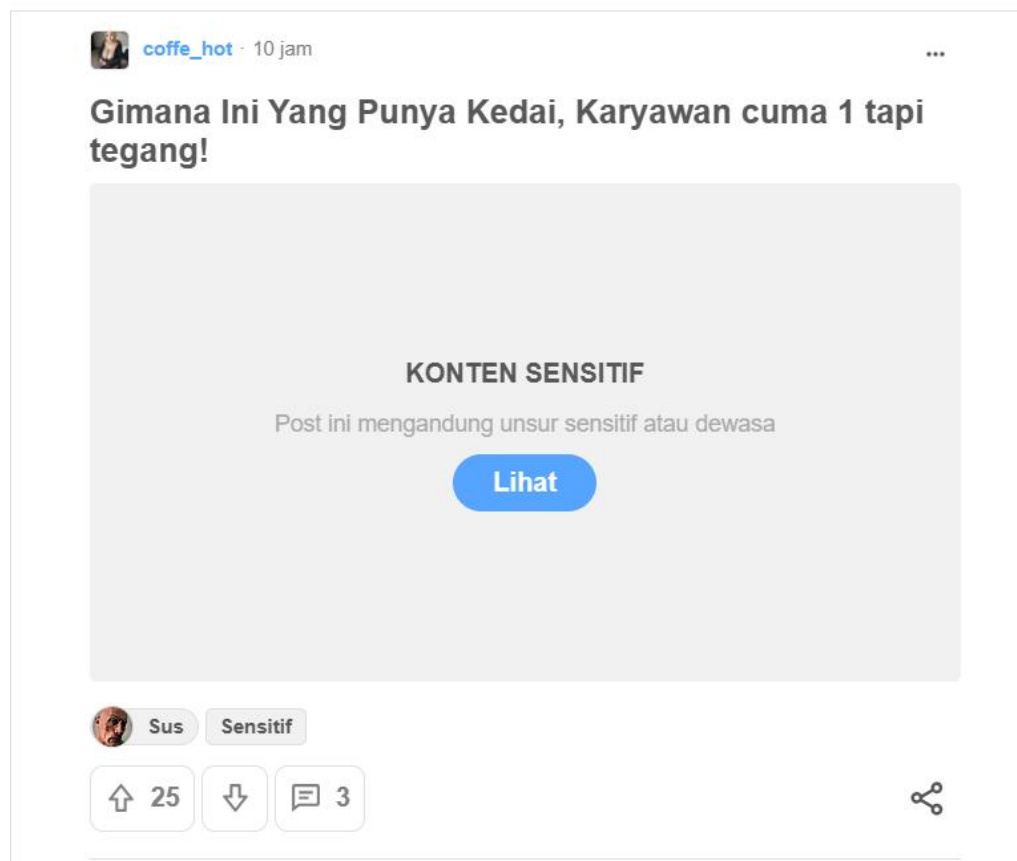 coffe_hot · 10 jam
Gimana Ini Yang Punya Kedai, Karyawan cuma 1 tapi
tegang!
KONTEN SENSITIF
Post ini mengandung unsur sensitif atau dewasa
Lihat
Sus Sensitif
25 3